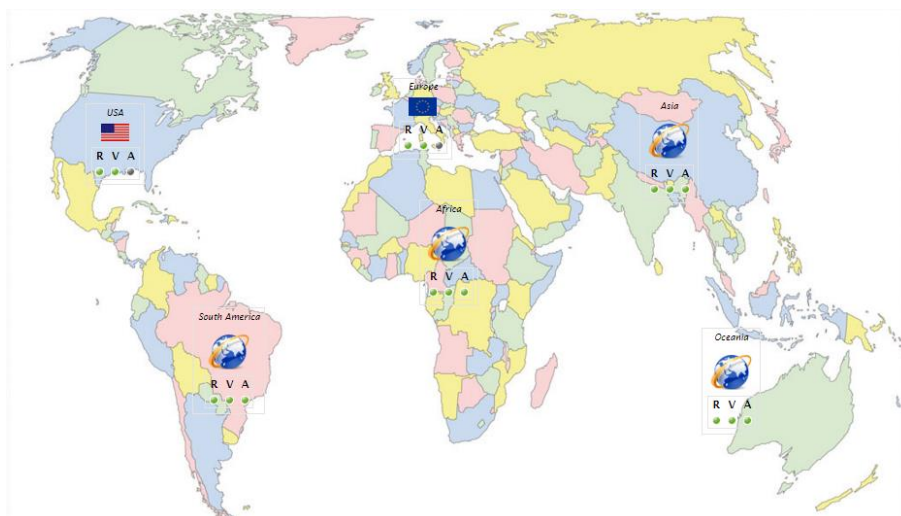 Europe
R V A
USA
R V A
Asia
R V A
Africa
R V A
South America
R V A
Oceania
R V A